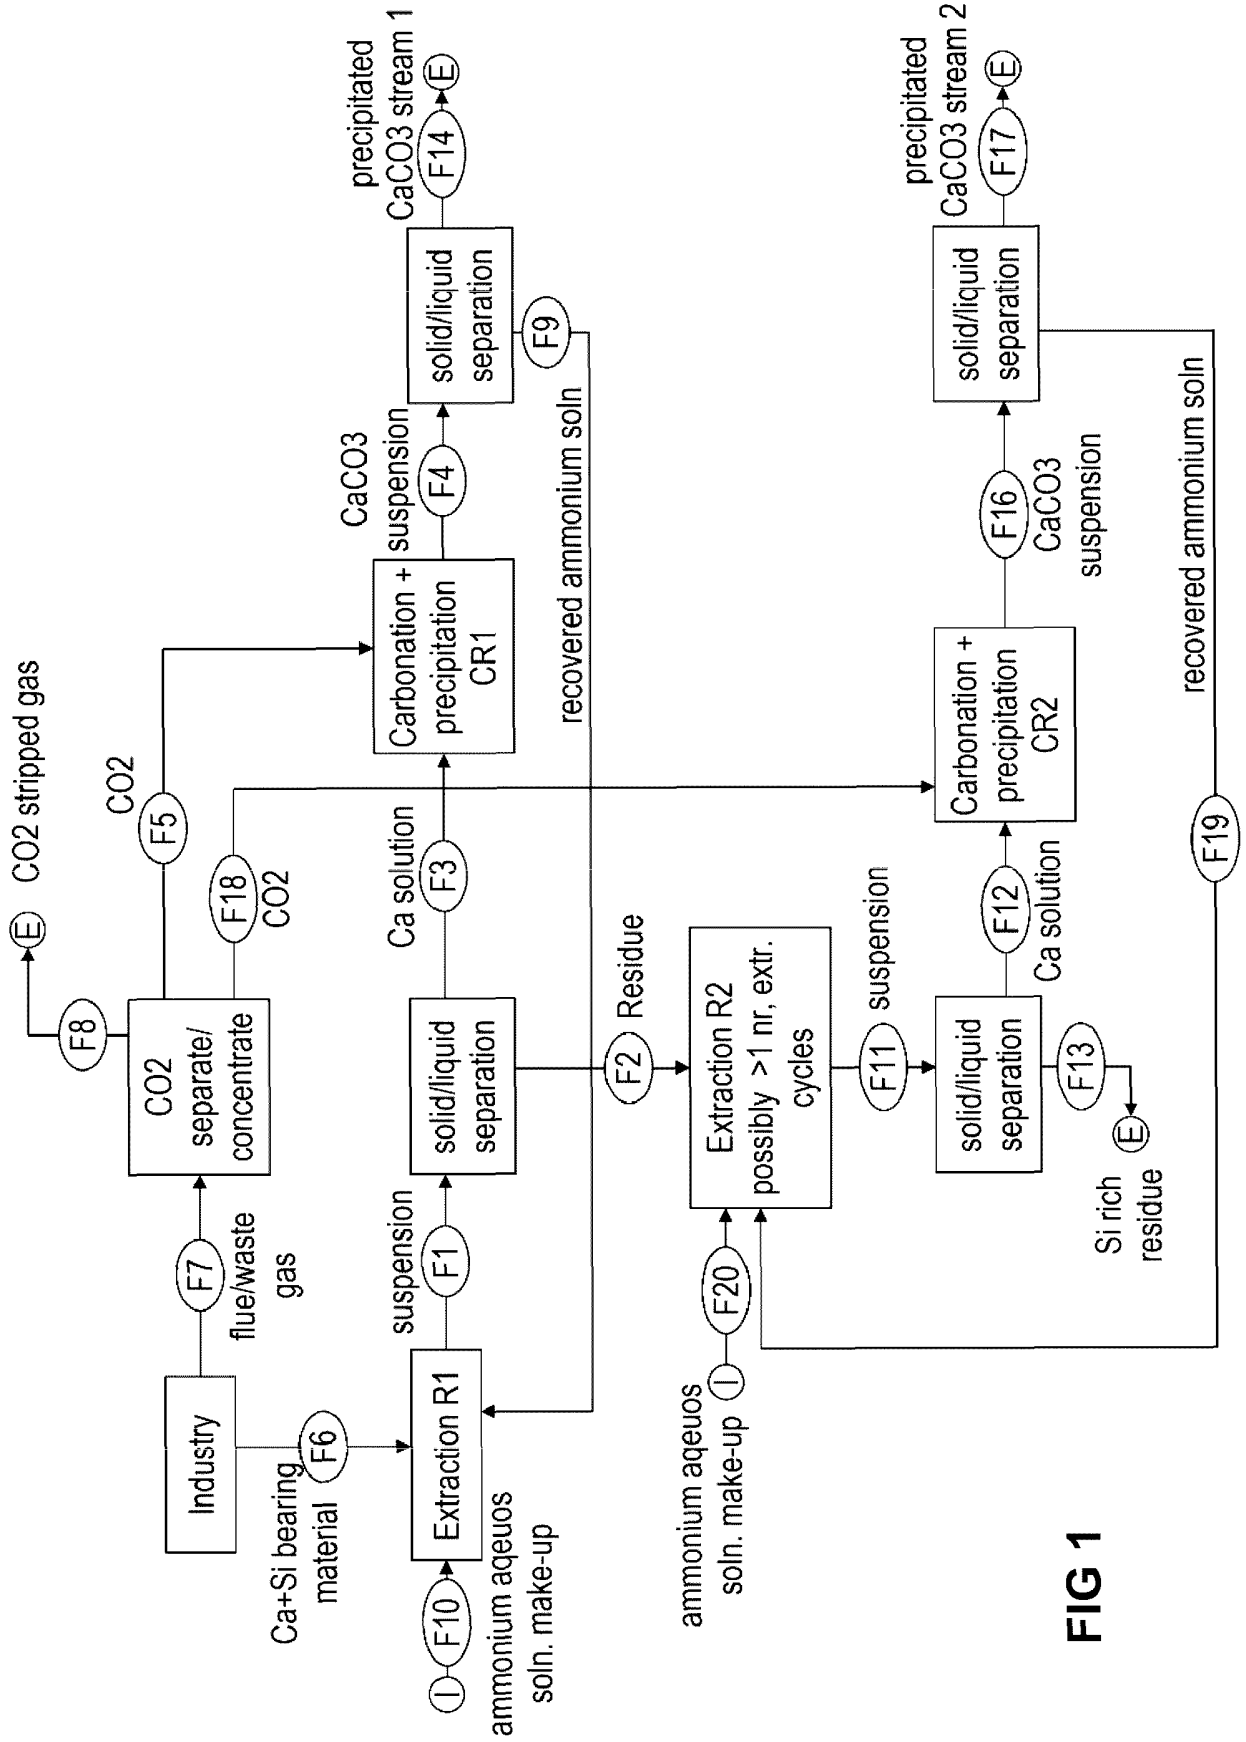 F8
E
CO2 stripped gas
Industry
F7
flue/waste
gas
CO2
separate/
concentrate
F5
CO2
F18
CO2
Ca+Si bearing
material
F6
I
F10
ammonium aqeuos
soln. make-up
Extraction R1
F1
suspension
solid/liquid
separation
F3
Ca solution
Carbonation +
precipitation
CR1
CaCO3
suspension
F4
solid/liquid
separation
F14
E
precipitated
CaCO3 stream 1
F9
recovered ammonium soln
F2
Residue
ammonium aqeuos
soln. make-up
I
F20
Extraction R2
possibly >1 nr, extr.
cycles
F11
suspension
solid/liquid
separation
F13
E
Si rich
residue
F12
Ca solution
Carbonation +
precipitation
CR2
F16
CaCO3
suspension
solid/liquid
separation
F17
E
precipitated
CaCO3 stream 2
F19
recovered ammonium soln
FIG 1